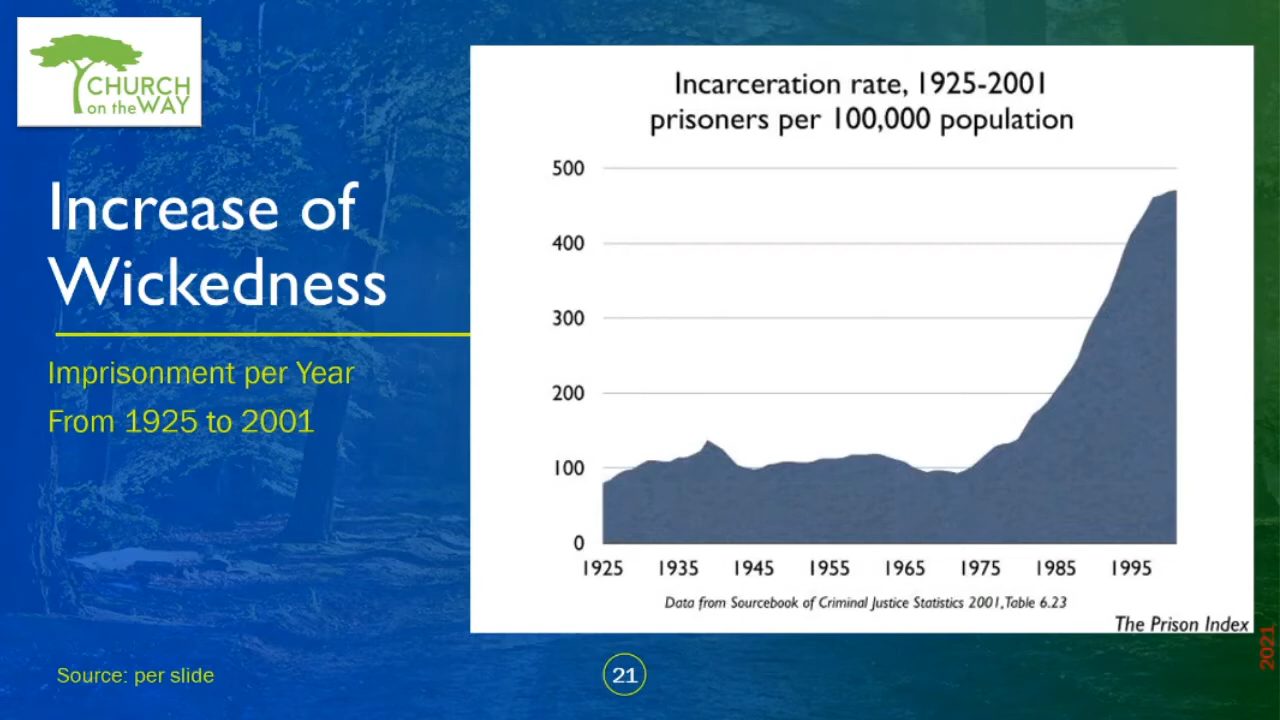 CHURCH
on the WAY
Increase of
Wickedness
Imprisonment per Year
From 1925 to 2001
Incarceration rate, 1925-2001
prisoners per 100,000 population
500
400
300
200
100
0
1925 1935 1945 1955 1965 1975 1985 1995
Data from Sourcebook of Criminal Justice Statistics 2001, Table 6.23
The Prison Index
2021
Source: per slide
21